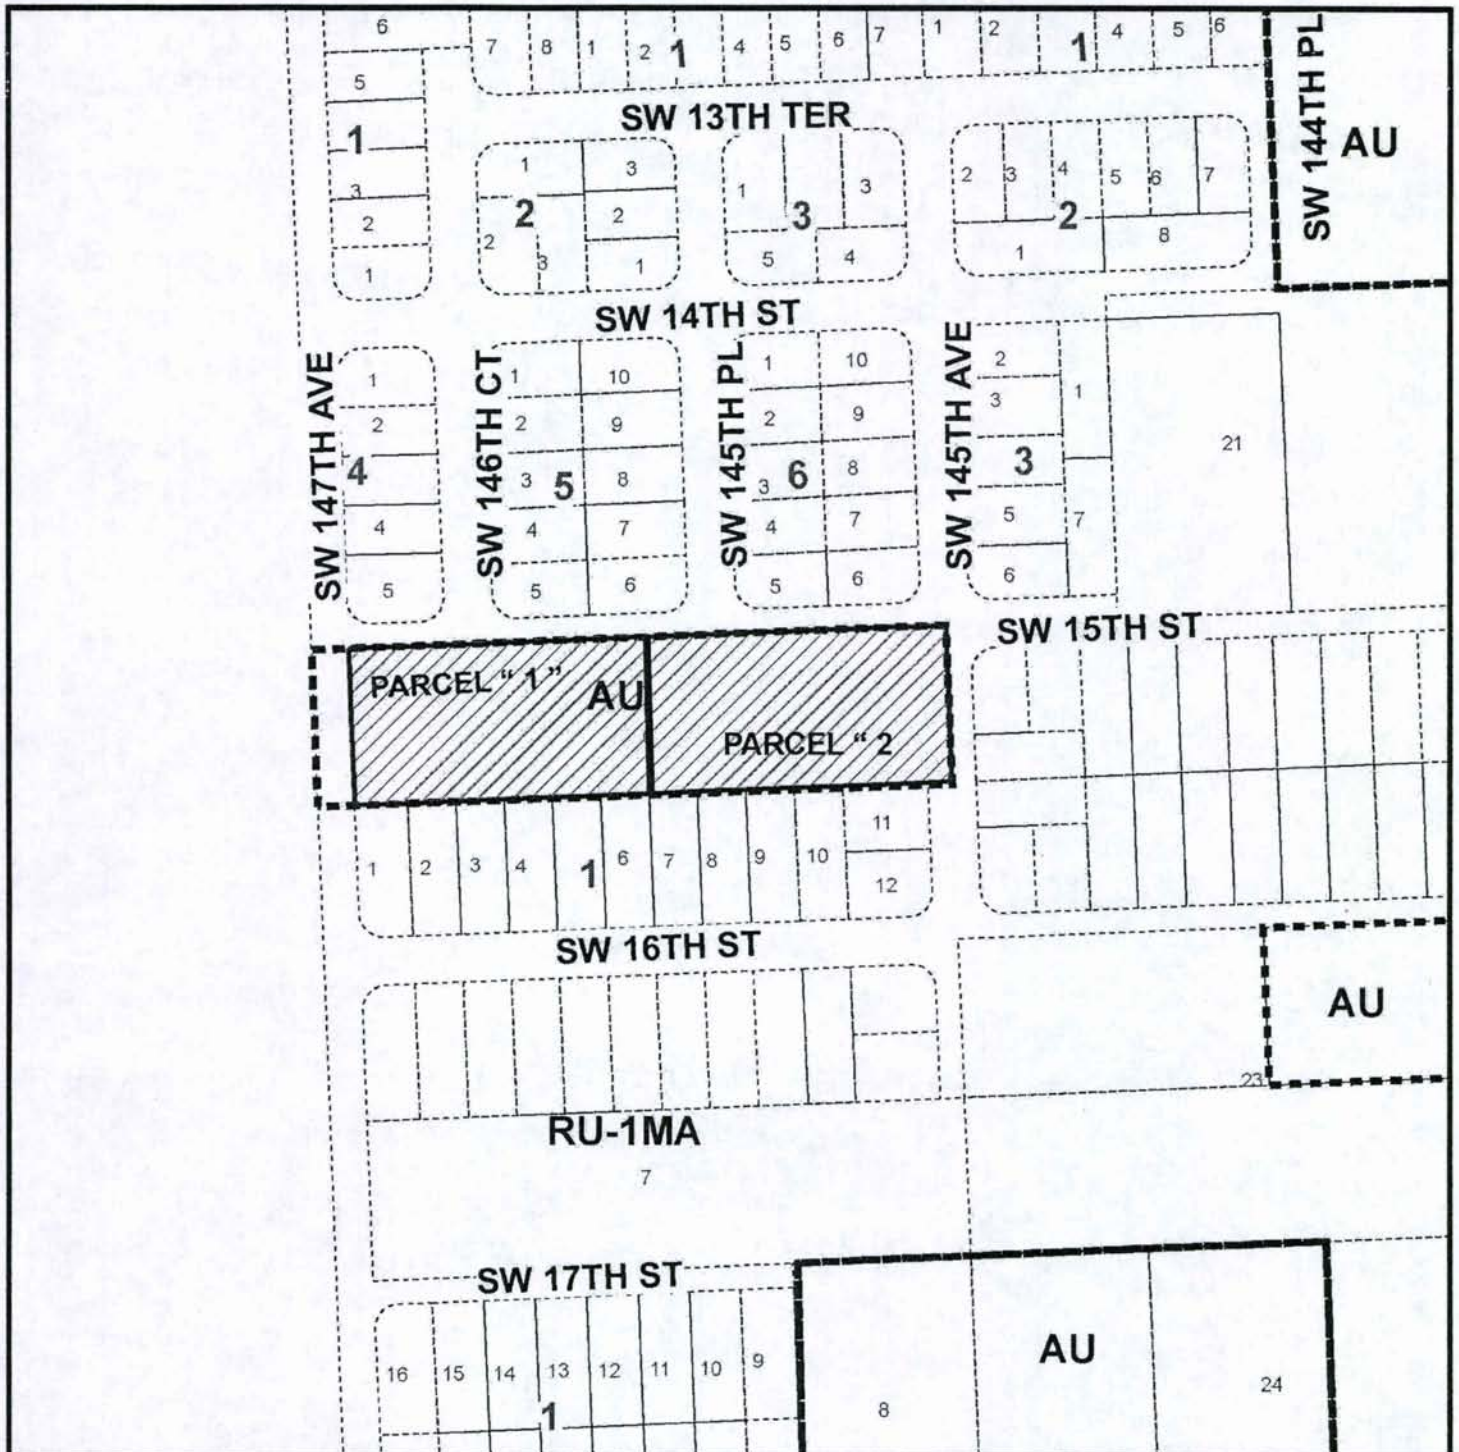 6
7 8 1 2 1 4 5 6 7 1 2 1 4 5 6
5
1
3
2
1
SW 13TH TER
SW 144TH PL
AU
1 3
2
2 2
3 1
1 3
3
5 4
2 3 4 5 6 7
2
1 8
SW 14TH ST
SW 147TH AVE
1
2
4
4
5
SW 146TH CT
1 10
2 9
3 5 8
4 7
5 6
SW 145TH PL
1 10
2 9
3 6 8
4 7
5 6
SW 145TH AVE
2
3 1
3
5 7
6
21
SW 15TH ST
PARCEL " 1 " AU
PARCEL " 2
1 2 3 4 1 6 7 8 9 10 11
12
SW 16TH ST
AU
23
RU-1MA
7
SW 17TH ST
16 15 14 13 12 11 10 9
1
AU
8
24